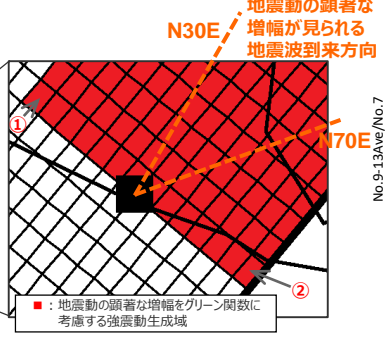 地震動の顕著な
増幅が見られる
地震波到来方向
N30E
N70E
①
②
No.9-13Ave/No.7
■：地震動の顕著な増幅をグリーン関数に
考慮する強震動生成域